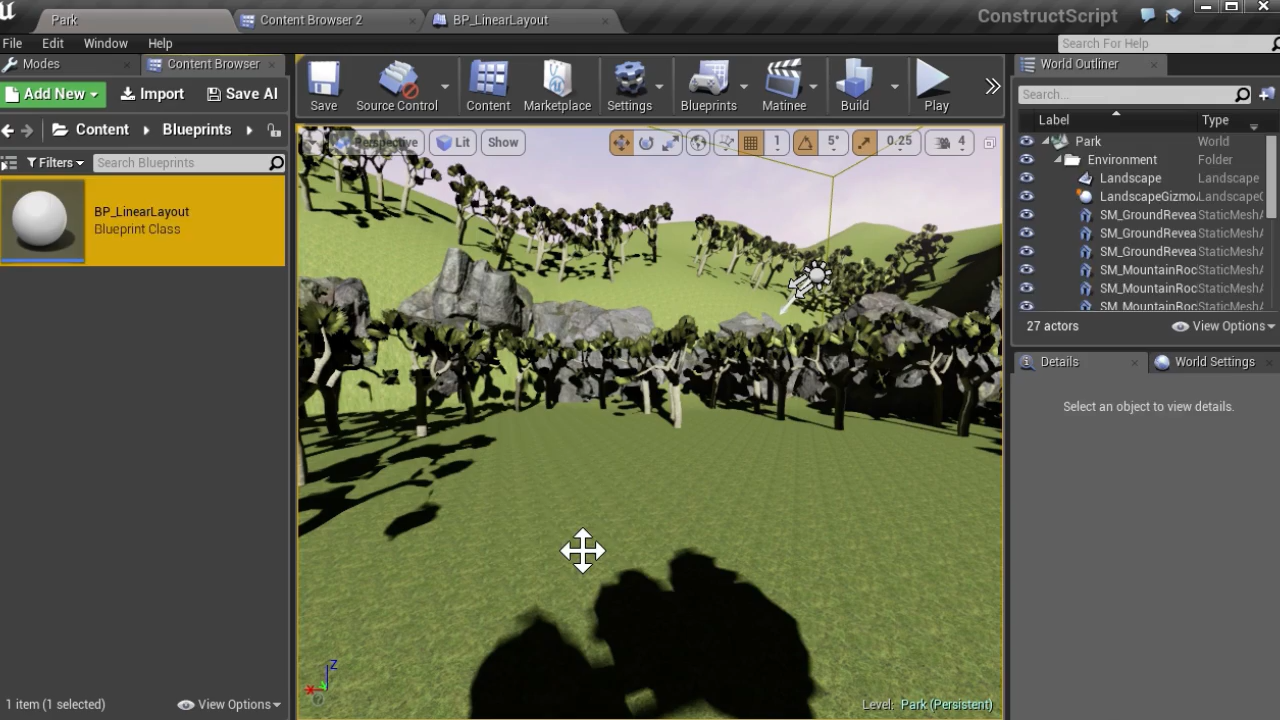 Park
Content Browser 2
BP_LinearLayout
ConstructScript
File
Edit
Window
Help
Search For Help
Modes
Content Browser
World Outliner
Add New
Import
Save Al
Save
Source Control
Content
Marketplace
Settings
Blueprints
Matinee
Build
Play
Search...
Content
Blueprints
Label
Type
Perspective
Lit
Show
1
5°
0.25
4
Park
World
Filters
Search Blueprints
Environment
Folder
Landscape
Landscape
LandscapeGizmo
Landscape
SM_GroundRevea
StaticMesh
SM_GroundRevea
StaticMesh
SM_GroundRevea
StaticMesh
SM_MountainRoc
StaticMesh
SM_MountainRoc
StaticMesh
SM_MountainRoc
StaticMesh
BP_LinearLayout
Blueprint Class
27 actors
View Options
Details
World Settings
Select an object to view details.
Z
1 item (1 selected)
View Options
Level: Park (Persistent)